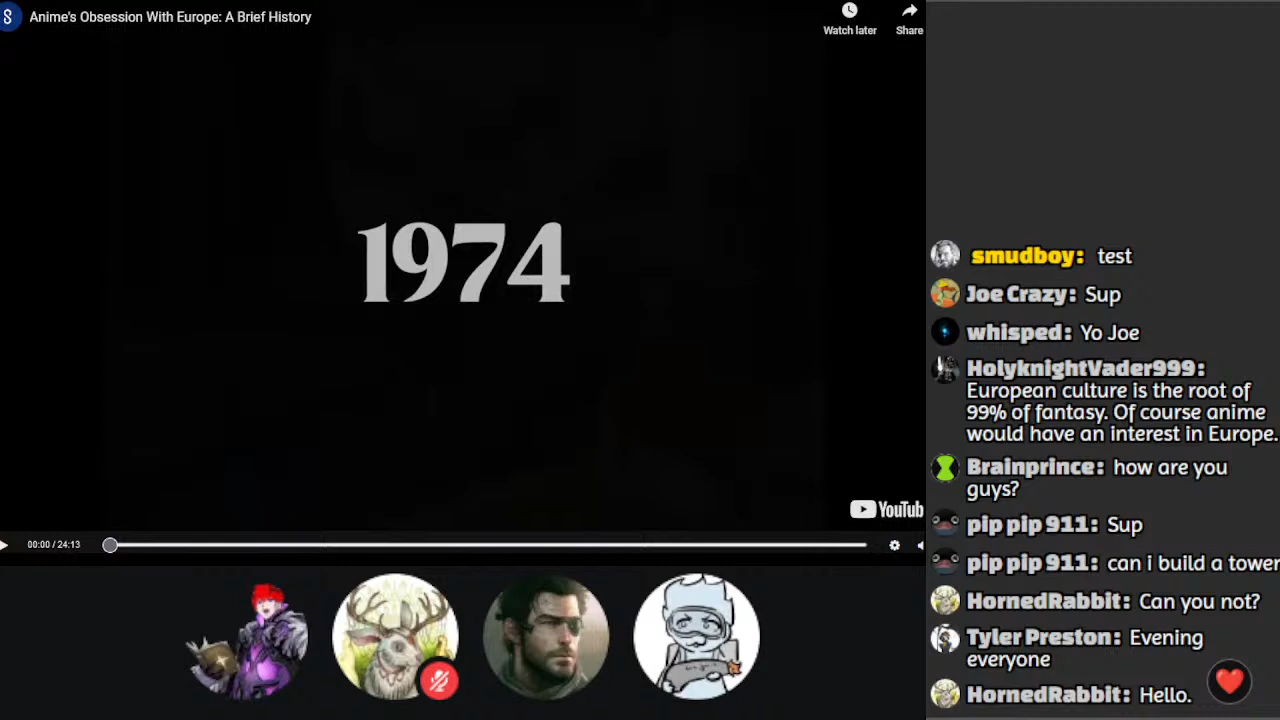 Anime's Obsession With Europe: A Brief History
Watch later
Share
1974
YouTub
00:00 / 24:13
smudboy: test
Joe Crazy: Sup
whisped: Yo Joe
HolyknightVader999:
European culture is the root of
99% of fantasy. Of course anime
would have an interest in Europe.
Brainprince: how are you
guys?
pip pip 911: Sup
pip pip 911: can i build a tower
HornedRabbit: Can you not?
Tyler Preston: Evening
everyone
HornedRabbit: Hello.